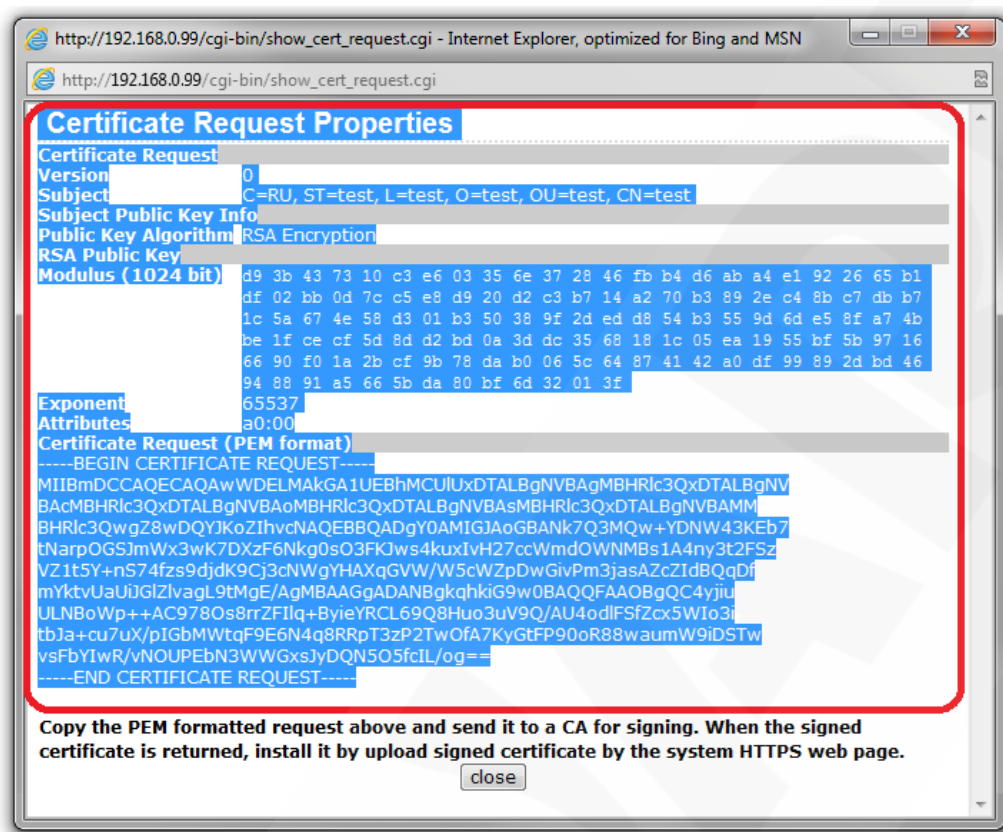 http://192.168.0.99/cgi-bin/show_cert_request.cgi - Internet Explorer, optimized for Bing and MSN
http://192.168.0.99/cgi-bin/show_cert_request.cgi
Certificate Request Properties
Certificate Request
Version 0
Subject C=RU, ST=test, L=test, O=test, OU=test, CN=test
Subject Public Key Info
Public Key Algorithm RSA Encryption
RSA Public Key
Modulus (1024 bit) d9 3b 43 73 10 c3 e6 03 35 6e 37 28 46 fb b4 d6 ab a4 e1 92 26 65 b1
df 02 bb 0d 7c c5 e8 d9 20 d2 c3 b7 14 a2 70 b3 89 2e c4 8b c7 db b7
1c 5a 67 4e 58 d3 01 b3 50 38 9f 2d ed d8 54 b3 55 9d 6d e5 8f a7 4b
be 1f ce cf 5d 8d d2 bd 0a 3d dc 35 68 18 1c 05 ea 19 55 bf 5b 97 16
66 90 f0 1a 2b cf 9b 78 da b0 06 5c 64 87 41 42 a0 df 99 89 2d bd 46
94 88 91 a5 66 5b da 80 bf 6d 32 01 3f
Exponent 65537
Attributes a0:00
Certificate Request (PEM format)
-----BEGIN CERTIFICATE REQUEST-----
MIIBmDCCAQECAQAwWDELMAkGA1UEBhMCUlUxDTALBgNVBAgMBHRlc3QxDTALBgNV
BAcMBHRlc3QxDTALBgNVBAoMBHRlc3QxDTALBgNVBAsMBHRlc3QxDTALBgNVBAMM
BHRlc3QwgZ8wDQYJKoZIhvcNAQEBBQADgY0AMIGJAoGBANk7Q3MQw+YDNW43KEb7
tNarpOGSJmWx3wK7DXzF6Nkg0sO3FKJws4kuxIvH27ccWmdOWNMBs1A4ny3t2FSz
VZ1t5Y+nS74fzs9djdK9Cj3cNWgYHAXqGVW/W5cWZpDwGivPm3jasAZcZIdBQqDf
mYktvUaUiJGlZlvagL9tMgE/AgMBAAGgADANBgkqhkiG9w0BAQQFAAOBgQC4yjiu
ULNBoWp++AC978Os8rrZFIlq+ByieYRCL69Q8Huo3uV9Q/AU4odlFSfZcx5WIo3i
tbJa+cu7uX/pIGbMWtqF9E6N4q8RRpT3zP2TwOfA7KyGtFP90oR88waumW9iDSTw
vsFbYIwR/vNOUPEbN3WWGxsJyDQN5O5fcIL/og==
-----END CERTIFICATE REQUEST-----
Copy the PEM formatted request above and send it to a CA for signing. When the signed
certificate is returned, install it by upload signed certificate by the system HTTPS web page.
close